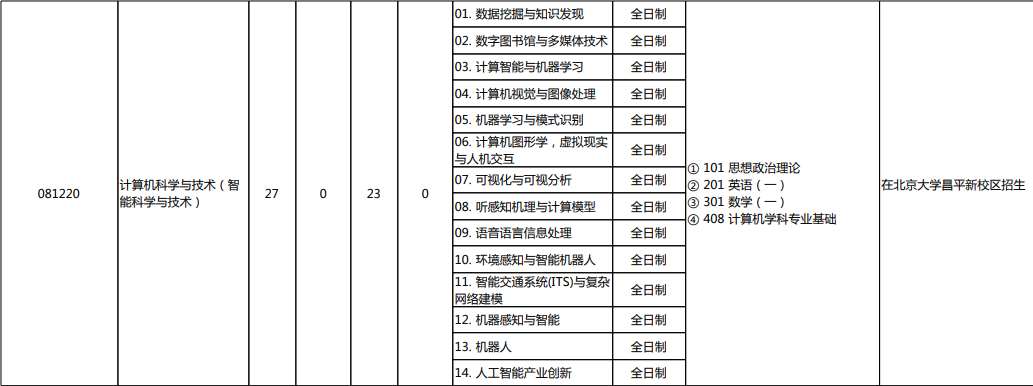 081220
计算机科学与技术（智
能科学与技术）
27
0
23
0
01. 数据挖掘与知识发现
全日制
02. 数字图书馆与多媒体技术
全日制
03. 计算智能与机器学习
全日制
04. 计算机视觉与图像处理
全日制
05. 机器学习与模式识别
全日制
06. 计算机图形学，虚拟现实
与人机交互
全日制
07. 可视化与可视分析
全日制
08. 听感知机理与计算模型
全日制
09. 语音语言信息处理
全日制
10. 环境感知与智能机器人
全日制
11. 智能交通系统(ITS)与复杂
网络建模
全日制
12. 机器感知与智能
全日制
13. 机器人
全日制
14. 人工智能产业创新
全日制
① 101 思想政治理论
② 201 英语（一）
③ 301 数学（一）
④ 408 计算机学科专业基础
在北京大学昌平新校区招生